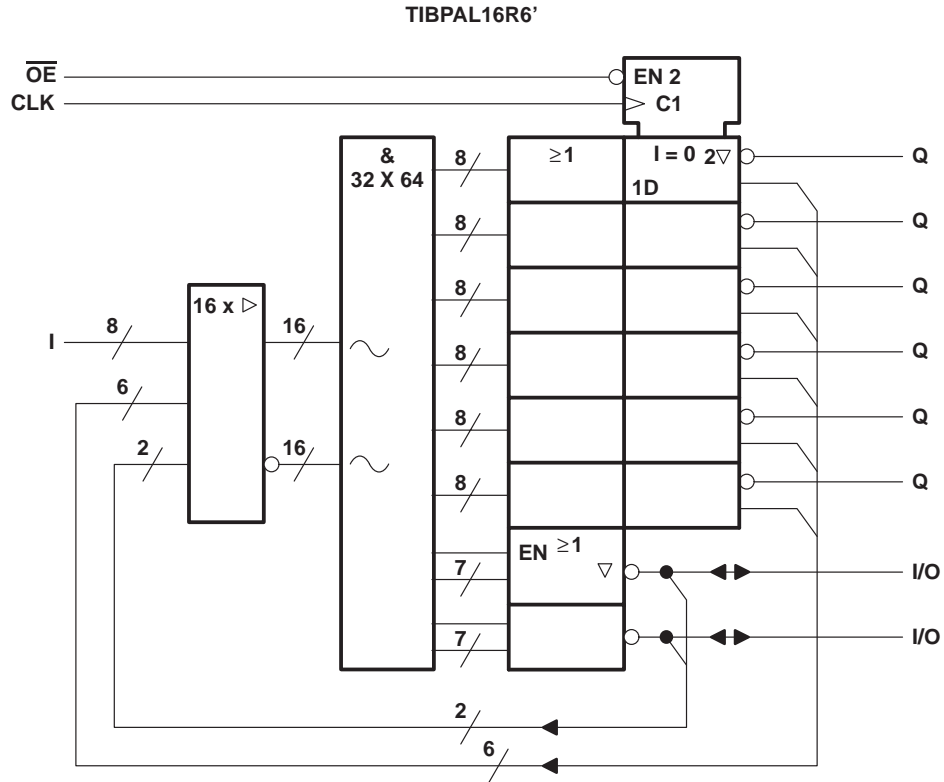 TIBPAL16R6’
OE
EN 2
CLK
C1
&
32 X 64
8
≥1
I = 0 2▽
Q
1D
8
Q
16 x ▷
8
Q
I
8
16
8
Q
6
8
Q
2
16
8
Q
EN ≥1
7
▽
I/O
7
I/O
2
6